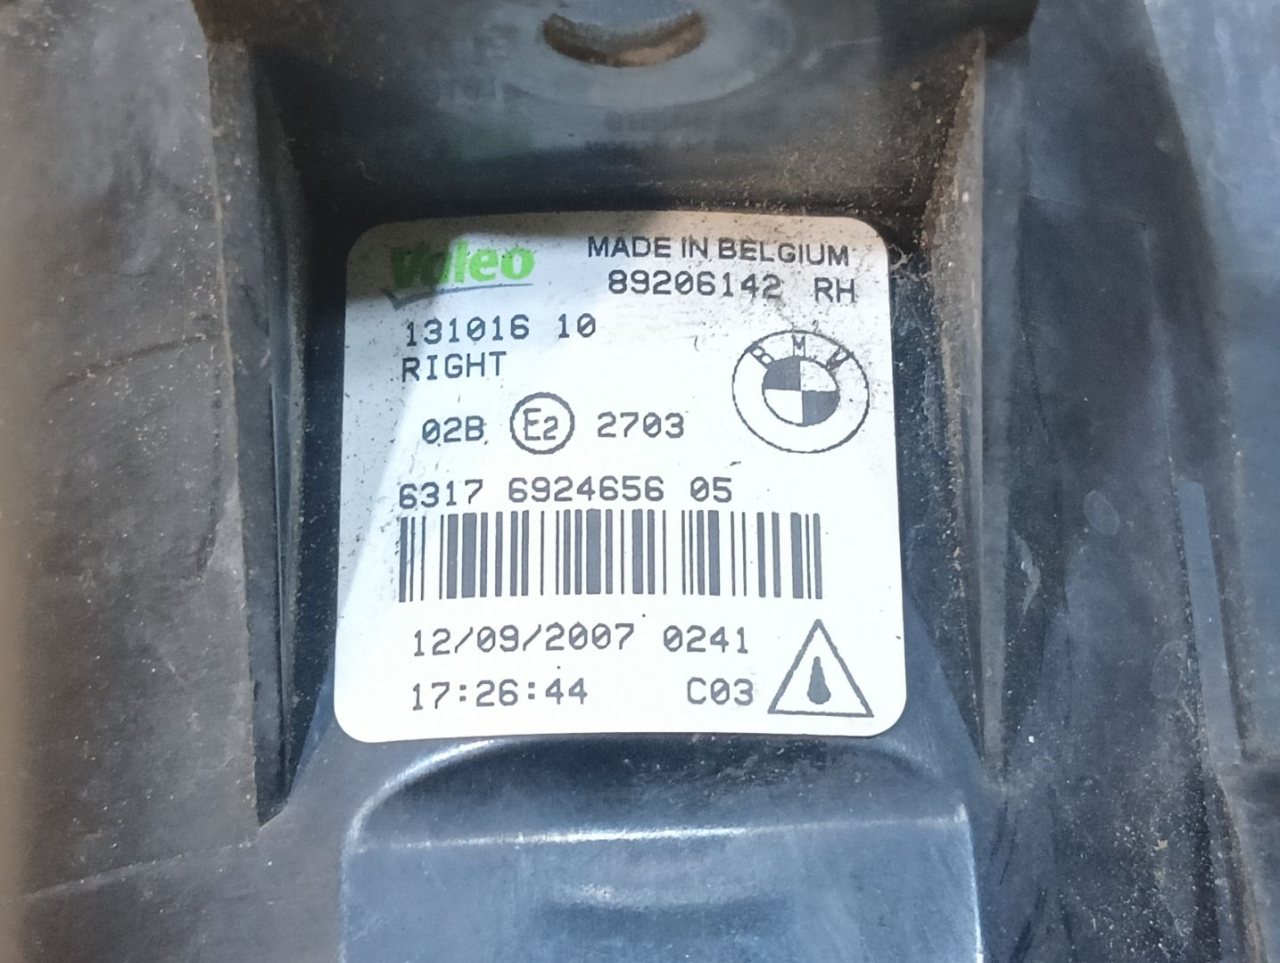 valeo
MADE IN BELGIUM
89206142 RH
131016 10
RIGHT
BMW
02B E2 2703
6317 6924656 05
12/09/2007 0241
17:26:44 C03